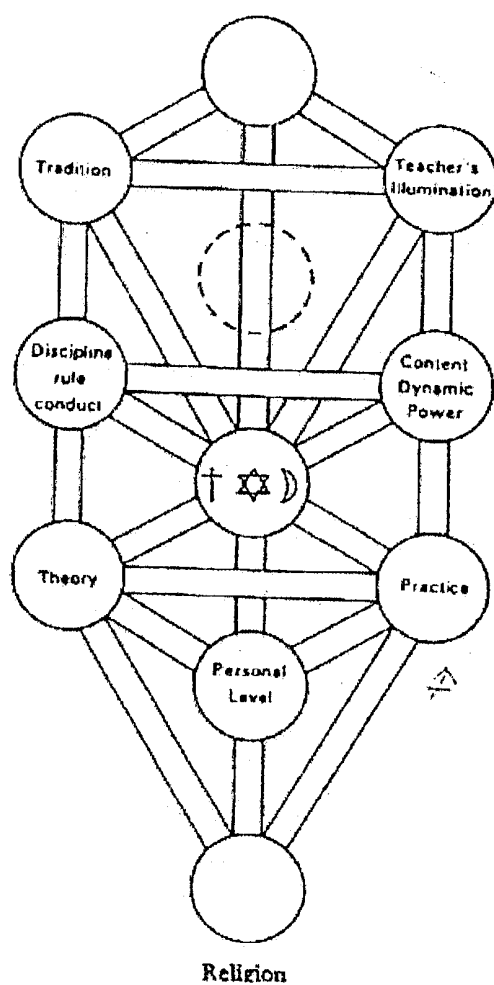 Tradition
Teacher's
Illumination
Discipline
rule
conduct
Content
Dynamic
Power
† ✡ ☽
Theory
Practice
Personal
Level
Religion